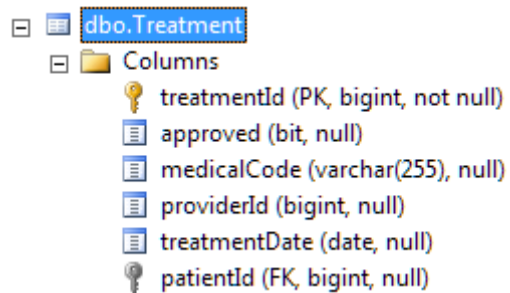 dbo.Treatment
Columns
treatmentId (PK, bigint, not null)
approved (bit, null)
medicalCode (varchar(255), null)
providerId (bigint, null)
treatmentDate (date, null)
patientId (FK, bigint, null)